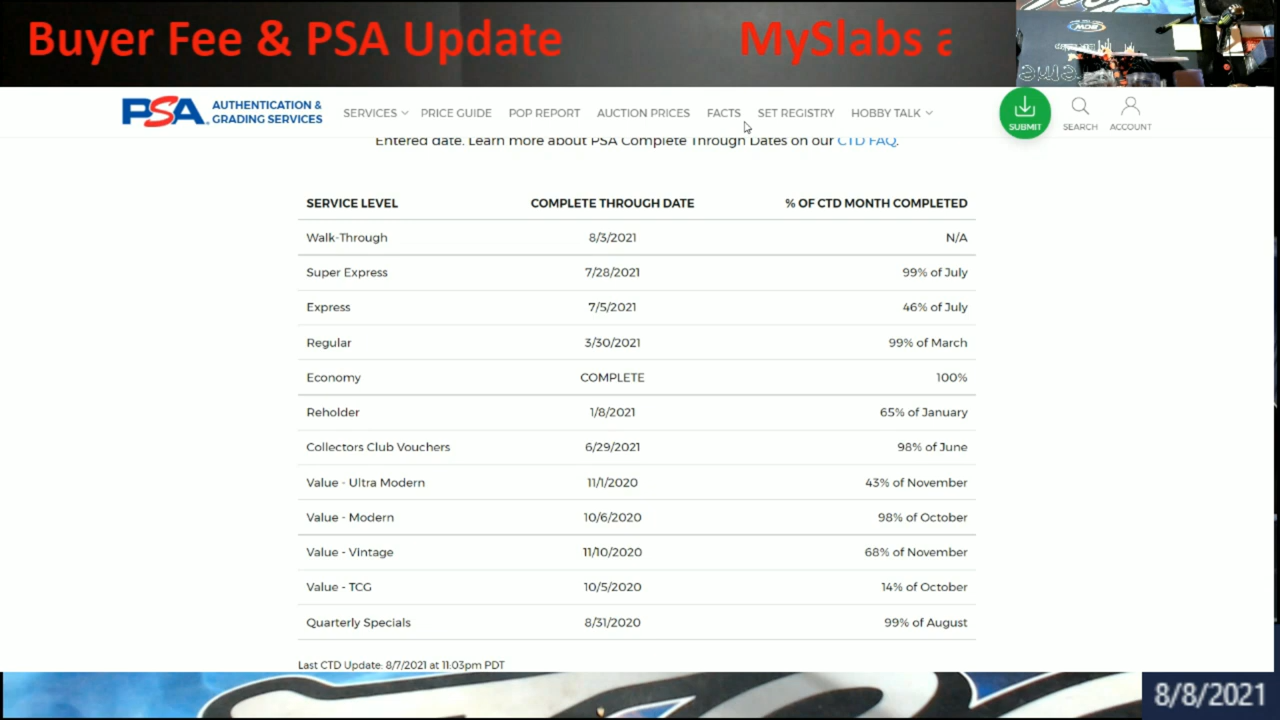 Buyer Fee & PSA Update MySlabs a
PSA AUTHENTICATION & GRADING SERVICES
SERVICES PRICE GUIDE POP REPORT AUCTION PRICES FACTS SET REGISTRY HOBBY TALK SUBMIT SEARCH ACCOUNT
Entered date. Learn more about PSA Complete Through Dates on our CTD FAQ.
SERVICE LEVEL COMPLETE THROUGH DATE % OF CTD MONTH COMPLETED
Walk-Through 8/3/2021 N/A
Super Express 7/28/2021 99% of July
Express 7/5/2021 46% of July
Regular 3/30/2021 99% of March
Economy COMPLETE 100%
Reholder 1/8/2021 65% of January
Collectors Club Vouchers 6/29/2021 98% of June
Value - Ultra Modern 11/1/2020 43% of November
Value - Modern 10/6/2020 98% of October
Value - Vintage 11/10/2020 68% of November
Value - TCG 10/5/2020 14% of October
Quarterly Specials 8/31/2020 99% of August
Last CTD Update: 8/7/2021 at 11:03pm PDT
8/8/2021